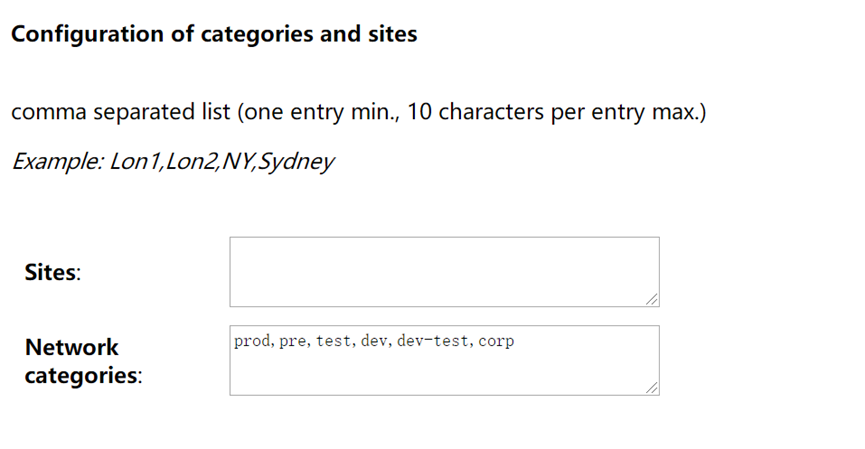 Configuration of categories and sites
comma separated list (one entry min., 10 characters per entry max.)
Example: Lon1,Lon2,NY,Sydney
Sites:
Network
categories:
prod,pre,test,dev,dev-test,corp